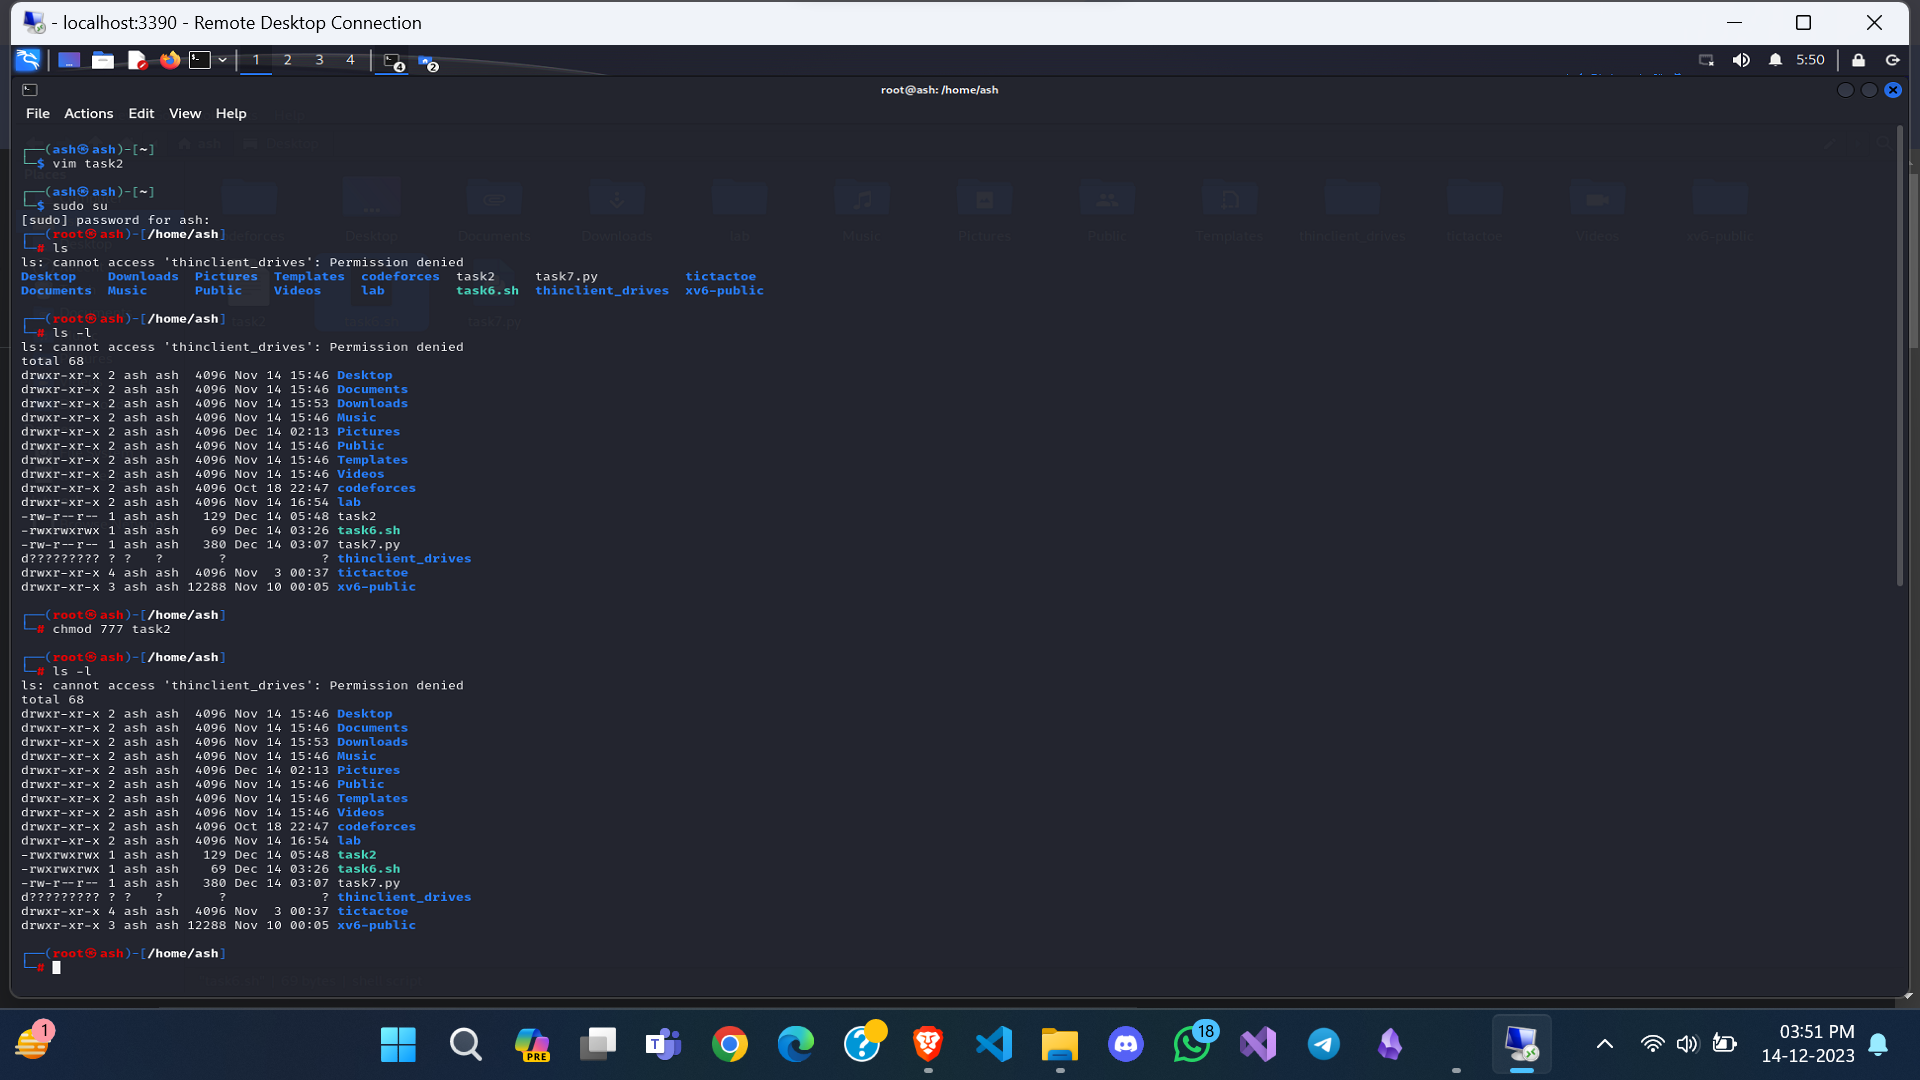 - localhost:3390 - Remote Desktop Connection
1 2 3 4 4 2 5:50
root@ash: /home/ash
File Actions Edit View Help
┌──(ash㉿ash)-[~]
└─$ vim task2
┌──(ash㉿ash)-[~]
└─$ sudo su
[sudo] password for ash:
┌──(root㉿ash)-[/home/ash]
└─# ls
ls: cannot access 'thinclient_drives': Permission denied
Desktop Downloads Pictures Templates codeforces task2 task7.py tictactoe
Documents Music Public Videos lab task6.sh thinclient_drives xv6-public
┌──(root㉿ash)-[/home/ash]
└─# ls -l
ls: cannot access 'thinclient_drives': Permission denied
total 68
drwxr-xr-x 2 ash ash 4096 Nov 14 15:46 Desktop
drwxr-xr-x 2 ash ash 4096 Nov 14 15:46 Documents
drwxr-xr-x 2 ash ash 4096 Nov 14 15:53 Downloads
drwxr-xr-x 2 ash ash 4096 Nov 14 15:46 Music
drwxr-xr-x 2 ash ash 4096 Dec 14 02:13 Pictures
drwxr-xr-x 2 ash ash 4096 Nov 14 15:46 Public
drwxr-xr-x 2 ash ash 4096 Nov 14 15:46 Templates
drwxr-xr-x 2 ash ash 4096 Nov 14 15:46 Videos
drwxr-xr-x 2 ash ash 4096 Oct 18 22:47 codeforces
drwxr-xr-x 2 ash ash 4096 Nov 14 16:54 lab
-rw-r--r-- 1 ash ash 129 Dec 14 05:48 task2
-rwxrwxrwx 1 ash ash 69 Dec 14 03:26 task6.sh
-rw-r--r-- 1 ash ash 380 Dec 14 03:07 task7.py
d????????? ? ? ? ? ? thinclient_drives
drwxr-xr-x 4 ash ash 4096 Nov 3 00:37 tictactoe
drwxr-xr-x 3 ash ash 12288 Nov 10 00:05 xv6-public
┌──(root㉿ash)-[/home/ash]
└─# chmod 777 task2
┌──(root㉿ash)-[/home/ash]
└─# ls -l
ls: cannot access 'thinclient_drives': Permission denied
total 68
drwxr-xr-x 2 ash ash 4096 Nov 14 15:46 Desktop
drwxr-xr-x 2 ash ash 4096 Nov 14 15:46 Documents
drwxr-xr-x 2 ash ash 4096 Nov 14 15:53 Downloads
drwxr-xr-x 2 ash ash 4096 Nov 14 15:46 Music
drwxr-xr-x 2 ash ash 4096 Dec 14 02:13 Pictures
drwxr-xr-x 2 ash ash 4096 Nov 14 15:46 Public
drwxr-xr-x 2 ash ash 4096 Nov 14 15:46 Templates
drwxr-xr-x 2 ash ash 4096 Nov 14 15:46 Videos
drwxr-xr-x 2 ash ash 4096 Oct 18 22:47 codeforces
drwxr-xr-x 2 ash ash 4096 Nov 14 16:54 lab
-rwxrwxrwx 1 ash ash 129 Dec 14 05:48 task2
-rwxrwxrwx 1 ash ash 69 Dec 14 03:26 task6.sh
-rw-r--r-- 1 ash ash 380 Dec 14 03:07 task7.py
d????????? ? ? ? ? ? thinclient_drives
drwxr-xr-x 4 ash ash 4096 Nov 3 00:37 tictactoe
drwxr-xr-x 3 ash ash 12288 Nov 10 00:05 xv6-public
┌──(root㉿ash)-[/home/ash]
└─#
1 PRE 18 03:51 PM
14-12-2023